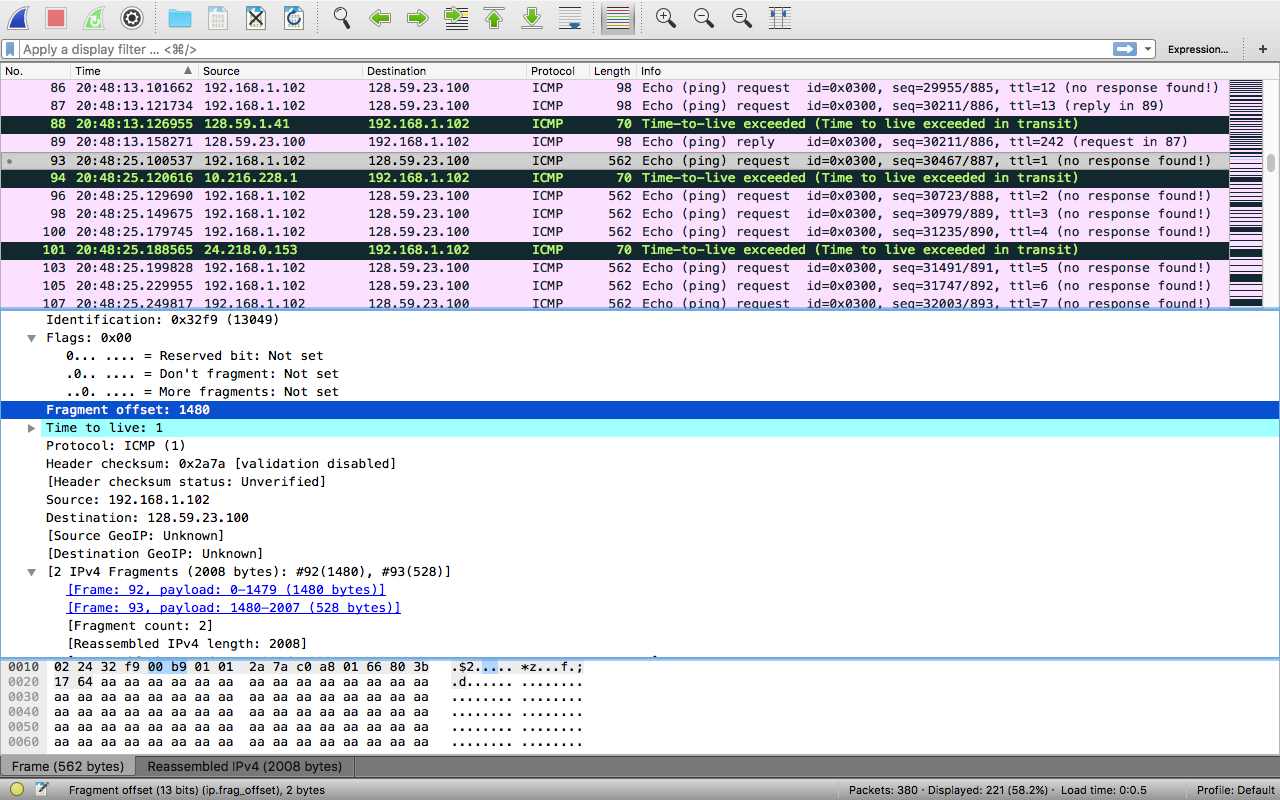 Apply a display filter ... <⌘/>
Expression... +
No. Time Source Destination Protocol Length Info
86 20:48:13.101662 192.168.1.102 128.59.23.100 ICMP 98 Echo (ping) request id=0x0300, seq=29955/885, ttl=12 (no response found!)
87 20:48:13.121734 192.168.1.102 128.59.23.100 ICMP 98 Echo (ping) request id=0x0300, seq=30211/886, ttl=13 (reply in 89)
88 20:48:13.126955 128.59.1.41 192.168.1.102 ICMP 70 Time-to-live exceeded (Time to live exceeded in transit)
89 20:48:13.158271 128.59.23.100 192.168.1.102 ICMP 98 Echo (ping) reply id=0x0300, seq=30211/886, ttl=242 (request in 87)
93 20:48:25.100537 192.168.1.102 128.59.23.100 ICMP 562 Echo (ping) request id=0x0300, seq=30467/887, ttl=1 (no response found!)
94 20:48:25.120616 10.216.228.1 192.168.1.102 ICMP 70 Time-to-live exceeded (Time to live exceeded in transit)
96 20:48:25.129690 192.168.1.102 128.59.23.100 ICMP 562 Echo (ping) request id=0x0300, seq=30723/888, ttl=2 (no response found!)
98 20:48:25.149675 192.168.1.102 128.59.23.100 ICMP 562 Echo (ping) request id=0x0300, seq=30979/889, ttl=3 (no response found!)
100 20:48:25.179745 192.168.1.102 128.59.23.100 ICMP 562 Echo (ping) request id=0x0300, seq=31235/890, ttl=4 (no response found!)
101 20:48:25.188565 24.218.0.153 192.168.1.102 ICMP 70 Time-to-live exceeded (Time to live exceeded in transit)
103 20:48:25.199828 192.168.1.102 128.59.23.100 ICMP 562 Echo (ping) request id=0x0300, seq=31491/891, ttl=5 (no response found!)
105 20:48:25.229955 192.168.1.102 128.59.23.100 ICMP 562 Echo (ping) request id=0x0300, seq=31747/892, ttl=6 (no response found!)
107 20:48:25.249817 192.168.1.102 128.59.23.100 ICMP 562 Echo (ping) request id=0x0300, seq=32003/893, ttl=7 (no response found!)
Identification: 0x32f9 (13049)
Flags: 0x00
0... .... = Reserved bit: Not set
.0.. .... = Don't fragment: Not set
..0. .... = More fragments: Not set
Fragment offset: 1480
Time to live: 1
Protocol: ICMP (1)
Header checksum: 0x2a7a [validation disabled]
[Header checksum status: Unverified]
Source: 192.168.1.102
Destination: 128.59.23.100
[Source GeoIP: Unknown]
[Destination GeoIP: Unknown]
[2 IPv4 Fragments (2008 bytes): #92(1480), #93(528)]
[Frame: 92, payload: 0-1479 (1480 bytes)]
[Frame: 93, payload: 1480-2007 (528 bytes)]
[Fragment count: 2]
[Reassembled IPv4 length: 2008]
0010 02 24 32 f9 00 b9 01 01 2a 7a c0 a8 01 66 80 3b .$2..... *z...f.;
0020 17 64 aa aa aa aa aa aa aa aa aa aa aa aa aa aa .d...... ........
0030 aa aa aa aa aa aa aa aa aa aa aa aa aa aa aa aa ........ ........
0040 aa aa aa aa aa aa aa aa aa aa aa aa aa aa aa aa ........ ........
0050 aa aa aa aa aa aa aa aa aa aa aa aa aa aa aa aa ........ ........
0060 aa aa aa aa aa aa aa aa aa aa aa aa aa aa aa aa ........ ........
Frame (562 bytes) Reassembled IPv4 (2008 bytes)
Fragment offset (13 bits) (ip.frag_offset), 2 bytes Packets: 380 · Displayed: 221 (58.2%) · Load time: 0:0.5 Profile: Default